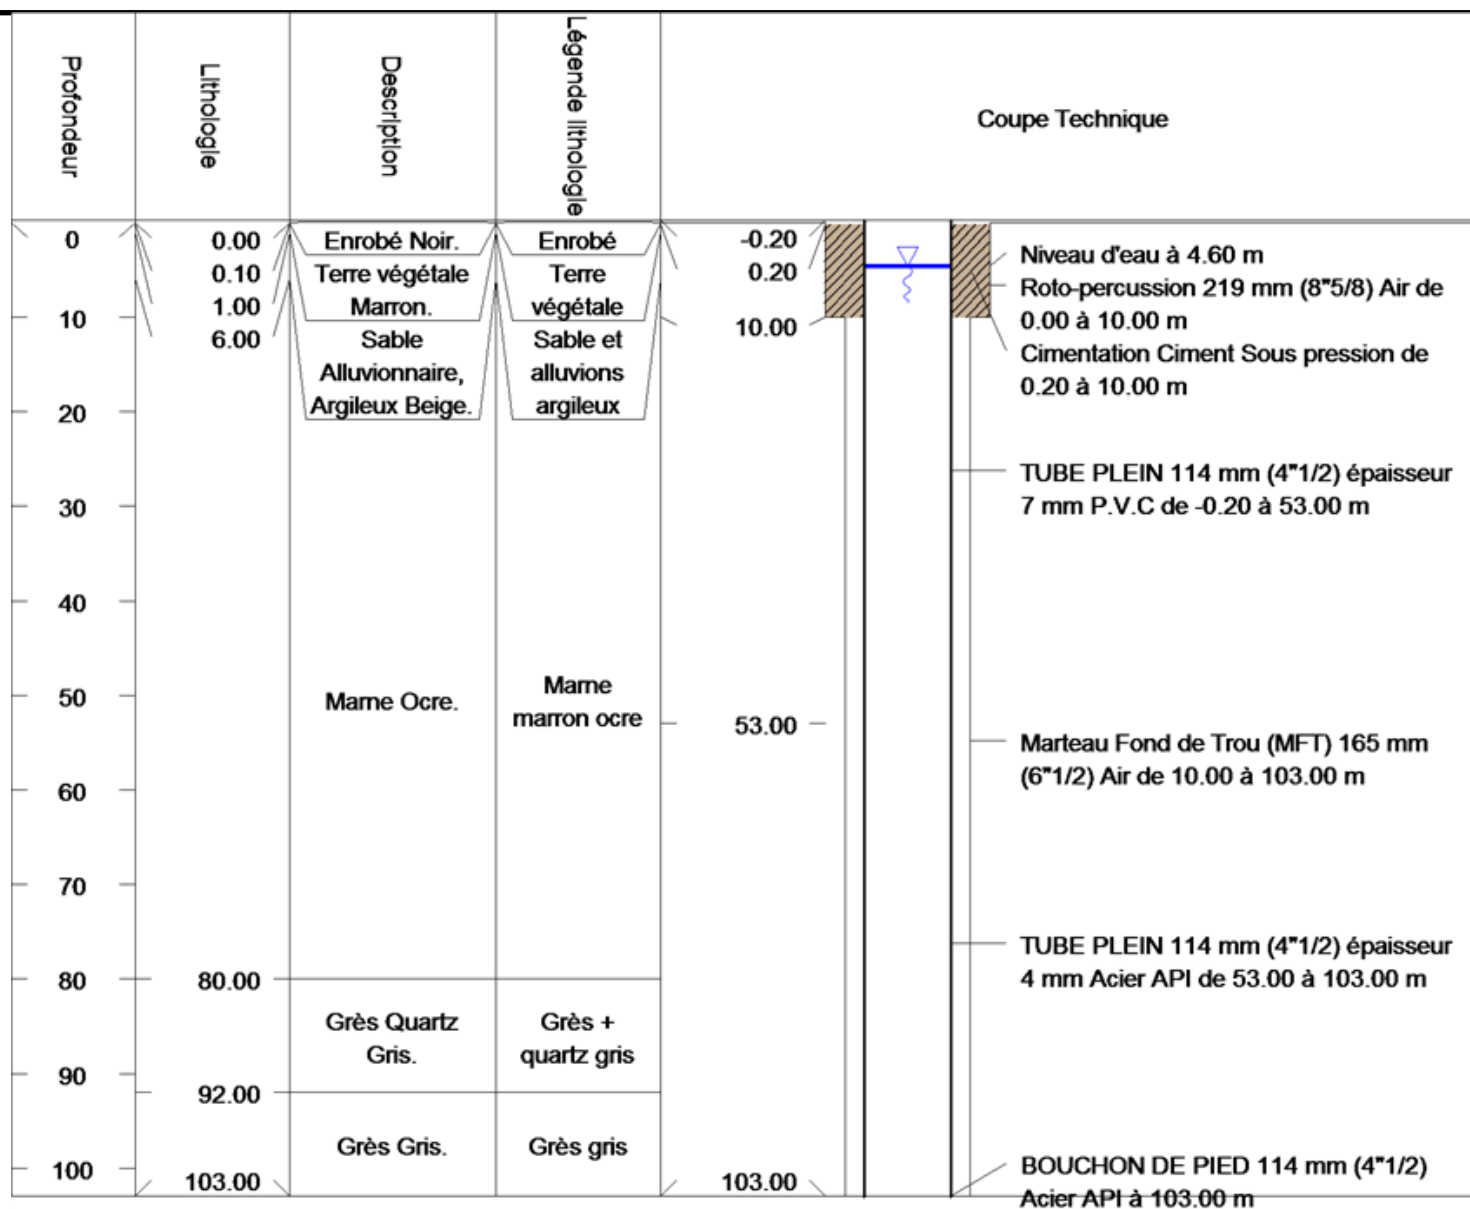 Profondeur
Lithologie
Description
Légende lithologie
Coupe Technique
0
10
20
30
40
50
60
70
80
90
100
0.00
0.10
1.00
6.00
80.00
92.00
103.00
Enrobé Noir.
Terre végétale
Marron.
Sable
Alluvionnaire,
Argileux Beige.
Marne Ocre.
Grès Quartz
Gris.
Grès Gris.
Enrobé
Terre
végétale
Sable et
alluvions
argileux
Marne
marron ocre
Grès +
quartz gris
Grès gris
-0.20
0.20
10.00
53.00
103.00
Niveau d'eau à 4.60 m
Roto-percussion 219 mm (8"5/8) Air de
0.00 à 10.00 m
Cimentation Ciment Sous pression de
0.20 à 10.00 m
TUBE PLEIN 114 mm (4"1/2) épaisseur
7 mm P.V.C de -0.20 à 53.00 m
Marteau Fond de Trou (MFT) 165 mm
(6"1/2) Air de 10.00 à 103.00 m
TUBE PLEIN 114 mm (4"1/2) épaisseur
4 mm Acier API de 53.00 à 103.00 m
BOUCHON DE PIED 114 mm (4"1/2)
Acier API à 103.00 m